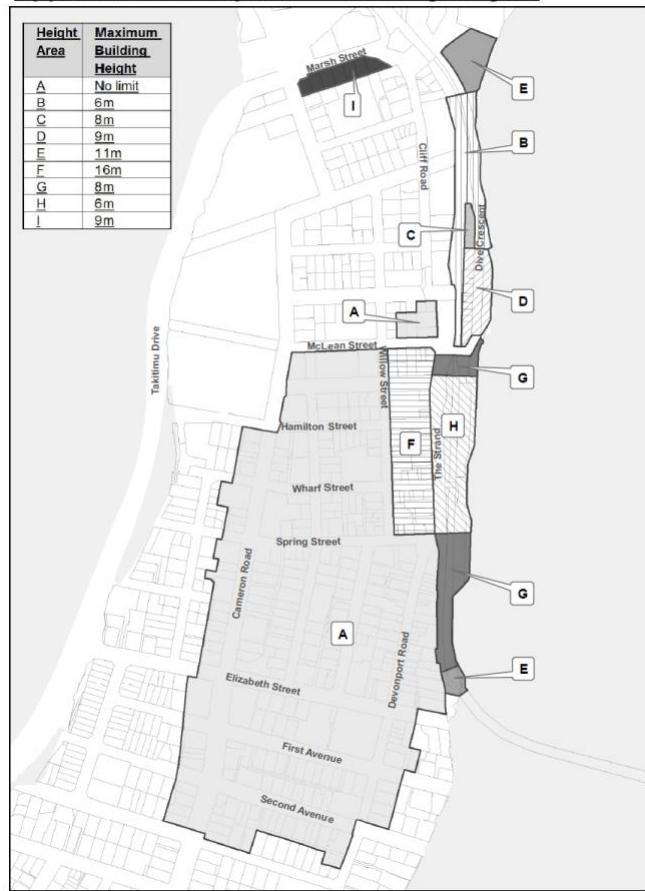 Height Area Maximum Building Height
A No limit
B 6m
C 8m
D 9m
E 11m
F 16m
G 8m
H 6m
I 9m
Marsh Street
I
E
B
Cliff Road
C
Dive Crescent
D
A
McLean Street
Willow Street
G
Takitimu Drive
Hamilton Street
F
H
The Strand
Wharf Street
Spring Street
Cameron Road
G
A
Devonport Road
E
Elizabeth Street
First Avenue
Second Avenue